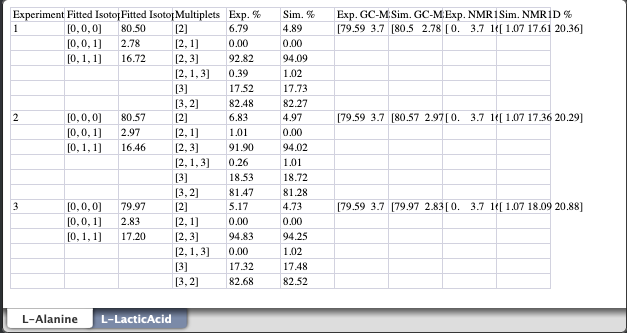 Experiment Fitted Isoto Fitted Isoto Multiplets Exp. % Sim. % Exp. GC-M Sim. GC-M Exp. NMR1 Sim. NMR1D %
1 [0, 0, 0] 80.50 [2] 6.79 4.89 [79.59 3.7 [80.5 2.78 [ 0. 3.7 1 [ 1.07 17.61 20.36]
[0, 0, 1] 2.78 [2, 1] 0.00 0.00
[0, 1, 1] 16.72 [2, 3] 92.82 94.09
[2, 1, 3] 0.39 1.02
[3] 17.52 17.73
[3, 2] 82.48 82.27
2 [0, 0, 0] 80.57 [2] 6.83 4.97 [79.59 3.7 [80.57 2.97 [ 0. 3.7 1 [ 1.07 17.36 20.29]
[0, 0, 1] 2.97 [2, 1] 1.01 0.00
[0, 1, 1] 16.46 [2, 3] 91.90 94.02
[2, 1, 3] 0.26 1.01
[3] 18.53 18.72
[3, 2] 81.47 81.28
3 [0, 0, 0] 79.97 [2] 5.17 4.73 [79.59 3.7 [79.97 2.83 [ 0. 3.7 1 [ 1.07 18.09 20.88]
[0, 0, 1] 2.83 [2, 1] 0.00 0.00
[0, 1, 1] 17.20 [2, 3] 94.83 94.25
[2, 1, 3] 0.00 1.02
[3] 17.32 17.48
[3, 2] 82.68 82.52
L-Alanine L-LacticAcid